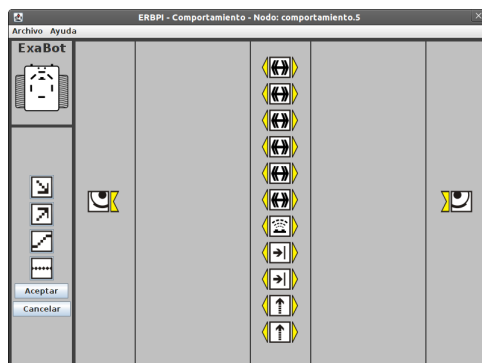 ERBPI - Comportamiento - Nodo: comportamiento.5
Archivo Ayuda
ExaBot
Aceptar
Cancelar